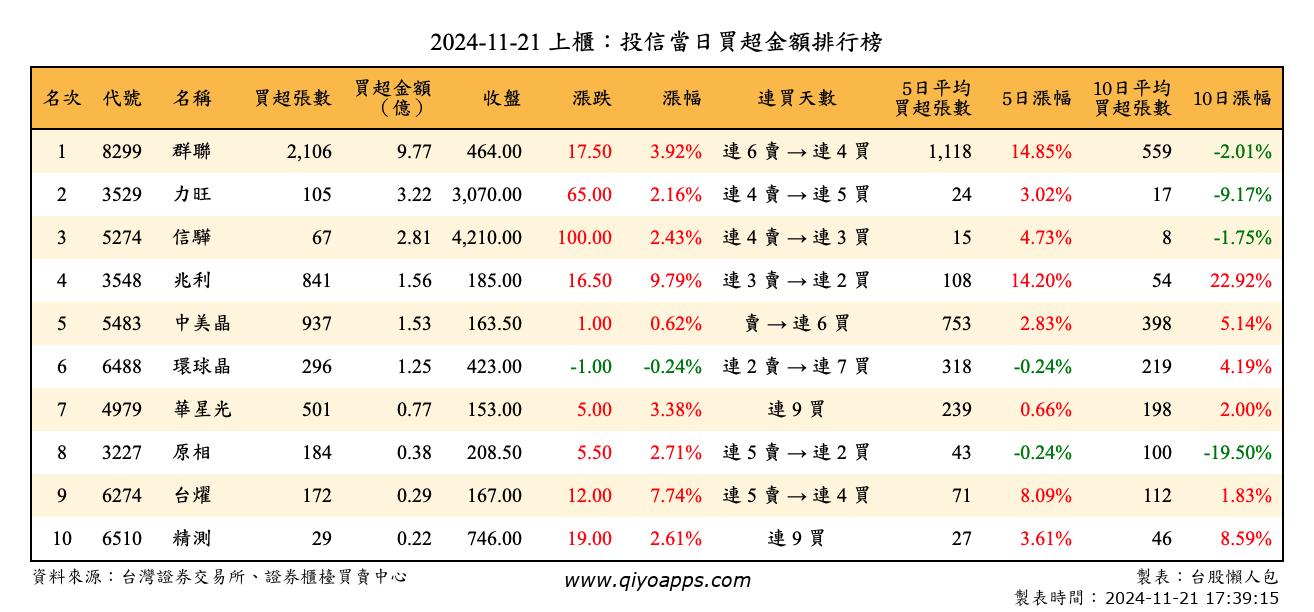 2024-11-21 上櫃：投信當日買超金額排行榜
名次 代號 名稱 買超張數 買超金額（億） 收盤 漲跌 漲幅 連買天數 5日平均買超張數 5日漲幅 10日平均買超張數 10日漲幅
1 8299 群聯 2,106 9.77 464.00 17.50 3.92% 連 6 賣 → 連 4 買 1,118 14.85% 559 -2.01%
2 3529 力旺 105 3.22 3,070.00 65.00 2.16% 連 4 賣 → 連 5 買 24 3.02% 17 -9.17%
3 5274 信驊 67 2.81 4,210.00 100.00 2.43% 連 4 賣 → 連 3 買 15 4.73% 8 -1.75%
4 3548 兆利 841 1.56 185.00 16.50 9.79% 連 3 賣 → 連 2 買 108 14.20% 54 22.92%
5 5483 中美晶 937 1.53 163.50 1.00 0.62% 賣 → 連 6 買 753 2.83% 398 5.14%
6 6488 環球晶 296 1.25 423.00 -1.00 -0.24% 連 2 賣 → 連 7 買 318 -0.24% 219 4.19%
7 4979 華星光 501 0.77 153.00 5.00 3.38% 連 9 買 239 0.66% 198 2.00%
8 3227 原相 184 0.38 208.50 5.50 2.71% 連 5 賣 → 連 2 買 43 -0.24% 100 -19.50%
9 6274 台燿 172 0.29 167.00 12.00 7.74% 連 5 賣 → 連 4 買 71 8.09% 112 1.83%
10 6510 精測 29 0.22 746.00 19.00 2.61% 連 9 買 27 3.61% 46 8.59%
資料來源：台灣證券交易所、證券櫃檯買賣中心 www.qiyoapps.com 製表：台股懶人包
製表時間：2024-11-21 17:39:15